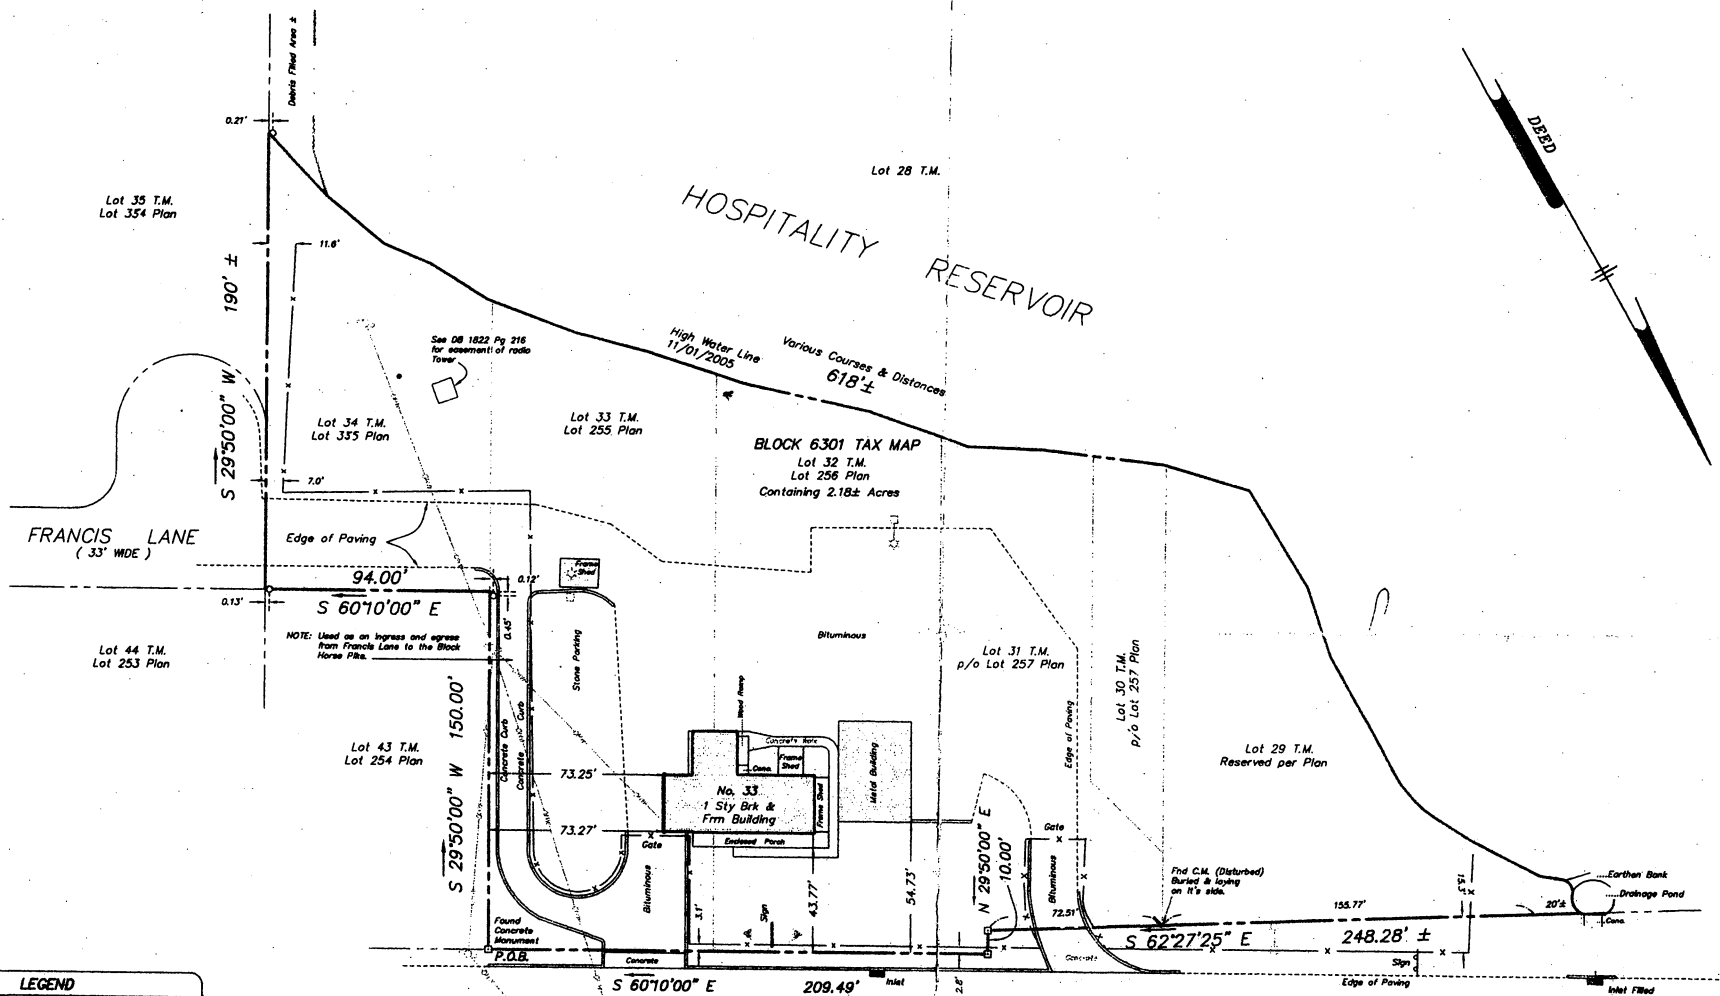 Debris Filled Area ±
0.21'
DEED
Lot 28 T.M.
HOSPITALITY RESERVOIR
Lot 35 T.M.
Lot 354 Plan
11.6'
190' ±
S 29°50'00" W
See DB 1822 Pg 216
for easement of radio
Tower
High Water Line
11/01/2005
Various Courses & Distances
618'±
Lot 34 T.M.
Lot 335 Plan
Lot 33 T.M.
Lot 255 Plan
BLOCK 6301 TAX MAP
Lot 32 T.M.
Lot 256 Plan
Containing 2.18± Acres
7.0'
FRANCIS LANE
( 33' WIDE )
Edge of Paving
94.00'
S 60°10'00" E
0.12'
0.13'
0.45'
Frame
Shed
NOTE: Used as an ingress and egress
from Francis Lane to the Black
Horse Pike.
Lot 44 T.M.
Lot 253 Plan
Stone Parking
Bituminous
Lot 31 T.M.
p/o Lot 257 Plan
Lot 30 T.M.
p/o Lot 257 Plan
Edge of Paving
Lot 43 T.M.
Lot 254 Plan
S 29°50'00" W 150.00'
Concrete Curb
Concrete Curb
Wood Ramp
Concrete Walk
Conc.
Frame
Shed
Frame Shed
Metal Building
Lot 29 T.M.
Reserved per Plan
73.25'
No. 33
1 Sty Brk &
Frm Building
73.27'
Enclosed Porch
Gate
Bituminous
3.1'
Sign
43.77'
54.73'
N 29°50'00" E
10.00'
Gate
Bituminous
72.51'
Fnd C.M. (Disturbed)
Buried & laying
on it's side.
155.77'
15.3'
20'±
Earthen Bank
Drainage Pond
Conc.
Found
Concrete
Monument
P.O.B.
Concrete
S 62°27'25" E
248.28' ±
Concrete
Sign
S 60°10'00" E
209.49'
Inlet
2.8'
Edge of Paving
Inlet Filled
LEGEND